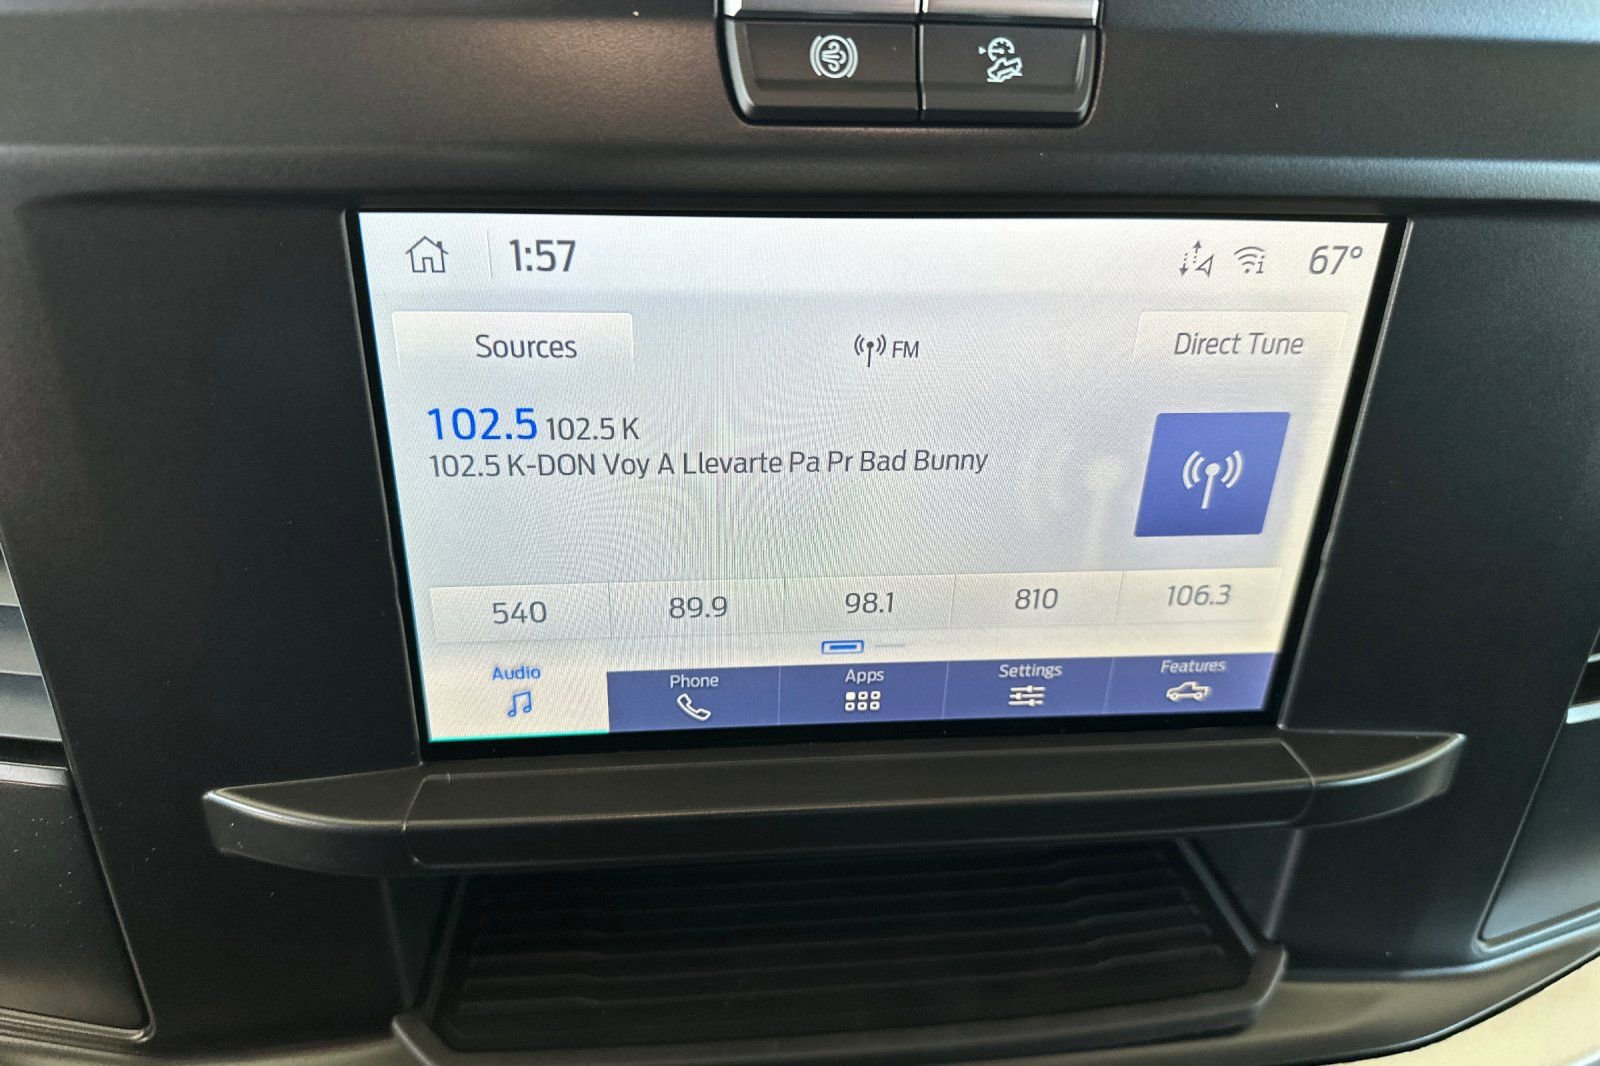 1:57
67°
Sources
FM
Direct Tune
102.5 102.5 K
102.5 K-DON Voy A Llevarte Pa Pr Bad Bunny
540
89.9
98.1
810
106.3
Audio
Phone
Apps
Settings
Features